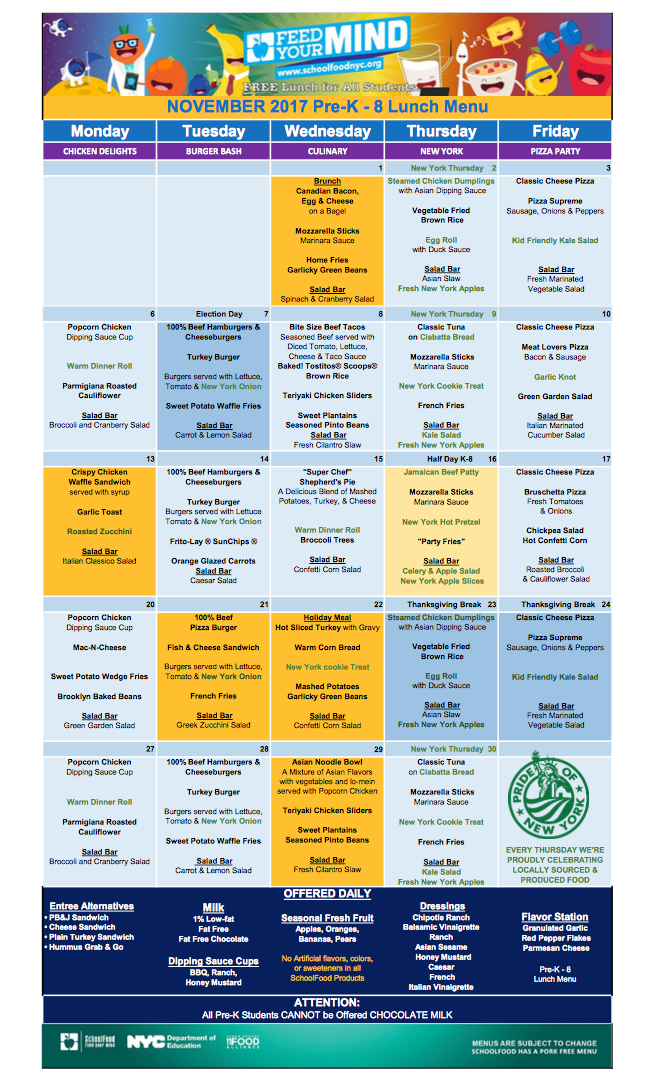 FEED
YOUR MIND
www.schoolfoodnyc.org
FREE Lunch for All Students
NOVEMBER 2017 Pre-K - 8 Lunch Menu
Monday
Tuesday
Wednesday
Thursday
Friday
CHICKEN DELIGHTS
BURGER BASH
CULINARY
NEW YORK
PIZZA PARTY
1
Brunch
Canadian Bacon,
Egg & Cheese
on a Bagel
Mozzarella Sticks
Marinara Sauce
Home Fries
Garlicky Green Beans
Salad Bar
Spinach & Cranberry Salad
New York Thursday 2
Steamed Chicken Dumplings
with Asian Dipping Sauce
Vegetable Fried
Brown Rice
Egg Roll
with Duck Sauce
Salad Bar
Asian Slaw
Fresh New York Apples
3
Classic Cheese Pizza
Pizza Supreme
Sausage, Onions & Peppers
Kid Friendly Kale Salad
Salad Bar
Fresh Marinated
Vegetable Salad
6
Popcorn Chicken
Dipping Sauce Cup
Warm Dinner Roll
Parmigiana Roasted
Cauliflower
Salad Bar
Broccoli and Cranberry Salad
Election Day 7
100% Beef Hamburgers &
Cheeseburgers
Turkey Burger
Burgers served with Lettuce,
Tomato & New York Onion
Sweet Potato Waffle Fries
Salad Bar
Carrot & Lemon Salad
8
Bite Size Beef Tacos
Seasoned Beef served with
Diced Tomato, Lettuce,
Cheese & Taco Sauce
Baked! Tostitos® Scoops®
Brown Rice
Teriyaki Chicken Sliders
Sweet Plantains
Seasoned Pinto Beans
Salad Bar
Fresh Cilantro Slaw
New York Thursday 9
Classic Tuna
on Ciabatta Bread
Mozzarella Sticks
Marinara Sauce
New York Cookie Treat
French Fries
Salad Bar
Kale Salad
Fresh New York Apples
10
Classic Cheese Pizza
Meat Lovers Pizza
Bacon & Sausage
Garlic Knot
Green Garden Salad
Salad Bar
Italian Marinated
Cucumber Salad
13
Crispy Chicken
Waffle Sandwich
served with syrup
Garlic Toast
Roasted Zucchini
Salad Bar
Italian Classico Salad
14
100% Beef Hamburgers &
Cheeseburgers
Turkey Burger
Burgers served with Lettuce
Tomato & New York Onion
Frito-Lay ® SunChips ®
Orange Glazed Carrots
Salad Bar
Caesar Salad
15
"Super Chef"
Shepherd's Pie
A Delicious Blend of Mashed
Potatoes, Turkey, & Cheese
Warm Dinner Roll
Broccoli Trees
Salad Bar
Confetti Corn Salad
Half Day K-8 16
Jamaican Beef Patty
Mozzarella Sticks
Marinara Sauce
New York Hot Pretzel
"Party Fries"
Salad Bar
Celery & Apple Salad
New York Apple Slices
17
Classic Cheese Pizza
Bruschetta Pizza
Fresh Tomatoes
& Onions
Chickpea Salad
Hot Confetti Corn
Salad Bar
Roasted Broccoli
& Cauliflower Salad
20
Popcorn Chicken
Dipping Sauce Cup
Mac-N-Cheese
Sweet Potato Wedge Fries
Brooklyn Baked Beans
Salad Bar
Green Garden Salad
21
100% Beef
Pizza Burger
Fish & Cheese Sandwich
Burgers served with Lettuce,
Tomato & New York Onion
French Fries
Salad Bar
Greek Zucchini Salad
22
Holiday Meal
Hot Sliced Turkey with Gravy
Warm Corn Bread
New York cookie Treat
Mashed Potatoes
Garlicky Green Beans
Salad Bar
Confetti Corn Salad
Thanksgiving Break 23
Steamed Chicken Dumplings
with Asian Dipping Sauce
Vegetable Fried
Brown Rice
Egg Roll
with Duck Sauce
Salad Bar
Asian Slaw
Fresh New York Apples
Thanksgiving Break 24
Classic Cheese Pizza
Pizza Supreme
Sausage, Onions & Peppers
Kid Friendly Kale Salad
Salad Bar
Fresh Marinated
Vegetable Salad
27
Popcorn Chicken
Dipping Sauce Cup
Warm Dinner Roll
Parmigiana Roasted
Cauliflower
Salad Bar
Broccoli and Cranberry Salad
28
100% Beef Hamburgers &
Cheeseburgers
Turkey Burger
Burgers served with Lettuce,
Tomato & New York Onion
Sweet Potato Waffle Fries
Salad Bar
Carrot & Lemon Salad
29
Asian Noodle Bowl
A Mixture of Asian Flavors
with vegetables and lo-mein
served with Popcorn Chicken
Teriyaki Chicken Sliders
Sweet Plantains
Seasoned Pinto Beans
Salad Bar
Fresh Cilantro Slaw
New York Thursday 30
Classic Tuna
on Ciabatta Bread
Mozzarella Sticks
Marinara Sauce
New York Cookie Treat
French Fries
Salad Bar
Kale Salad
Fresh New York Apples
PRIDE OF
NEW YORK
EVERY THURSDAY WE'RE
PROUDLY CELEBRATING
LOCALLY SOURCED &
PRODUCED FOOD
OFFERED DAILY
Entree Alternatives
• PB&J Sandwich
• Cheese Sandwich
• Plain Turkey Sandwich
• Hummus Grab & Go
Milk
1% Low-fat
Fat Free
Fat Free Chocolate
Dipping Sauce Cups
BBQ, Ranch,
Honey Mustard
Seasonal Fresh Fruit
Apples, Oranges,
Bananas, Pears
No Artificial flavors, colors,
or sweeteners in all
SchoolFood Products
Dressings
Chipotle Ranch
Balsamic Vinaigrette
Ranch
Asian Sesame
Honey Mustard
Caesar
French
Italian Vinaigrette
Flavor Station
Granulated Garlic
Red Pepper Flakes
Parmesan Cheese
Pre-K - 8
Lunch Menu
ATTENTION:
All Pre-K Students CANNOT be Offered CHOCOLATE MILK
SchoolFood
feed your mind
NYC Department of
Education
FOOD
ALLIANCE
MENUS ARE SUBJECT TO CHANGE
SCHOOLFOOD HAS A PORK FREE MENU